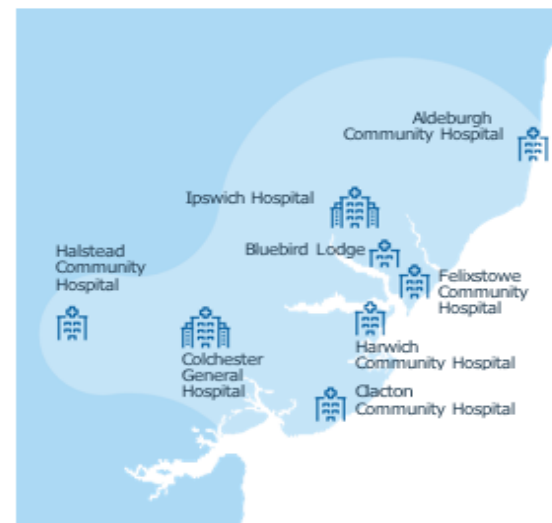 Aldeburgh
Community Hospital
Ipswich Hospital
Bluebird Lodge
Halstead
Community
Hospital
Felixstowe
Community
Hospital
Colchester
General
Hospital
Harwich
Community Hospital
Clacton
Community Hospital